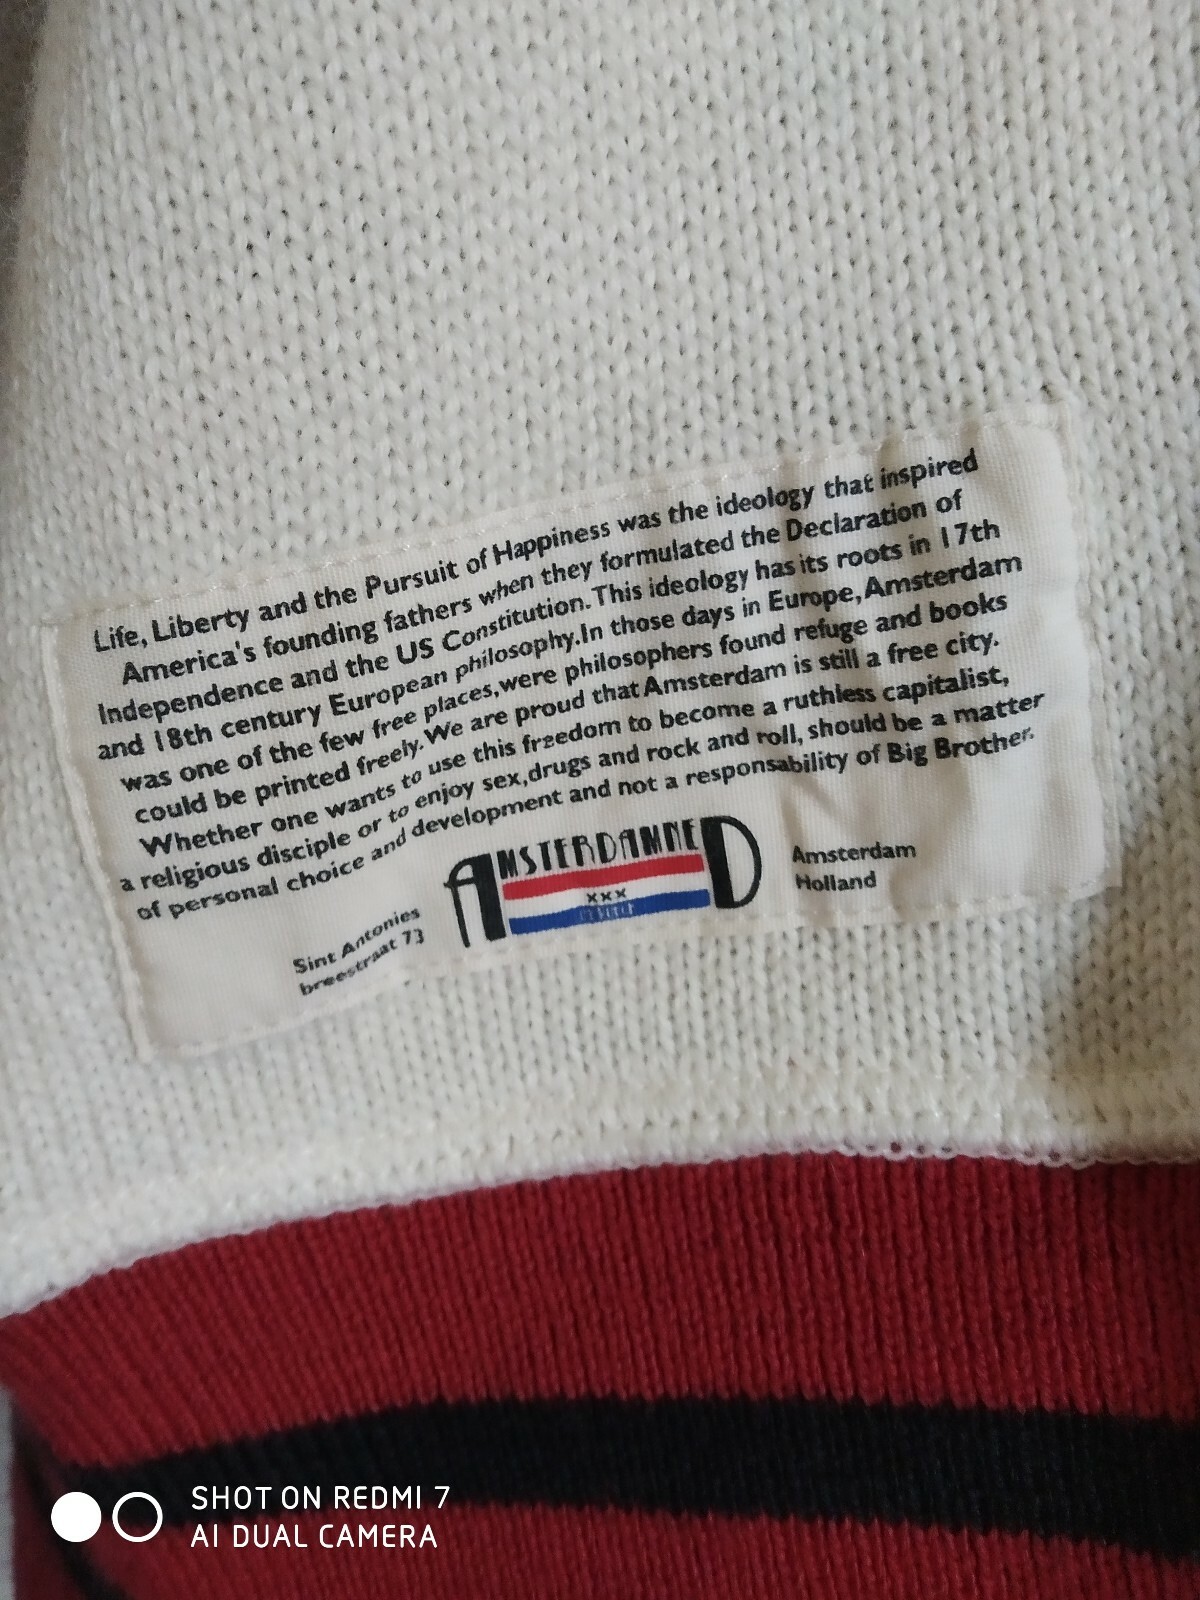 Life, Liberty and the Pursuit of Happiness was the ideology that inspired
America's founding fathers when they formulated the Declaration of
Independence and the US Constitution. This ideology has its roots in 17th
and 18th century European philosophy. In those days in Europe, Amsterdam
was one of the few free places, were philosophers found refuge and books
could be printed freely. We are proud that Amsterdam is still a free city.
Whether one wants to use this freedom to become a ruthless capitalist,
a religious disciple or to enjoy sex, drugs and rock and roll, should be a matter
of personal choice and development and not a responsability of Big Brother.
AMSTERDAMNED
xxx
Sint Antonies
breestraat 73
Amsterdam
Holland
SHOT ON REDMI 7
AI DUAL CAMERA